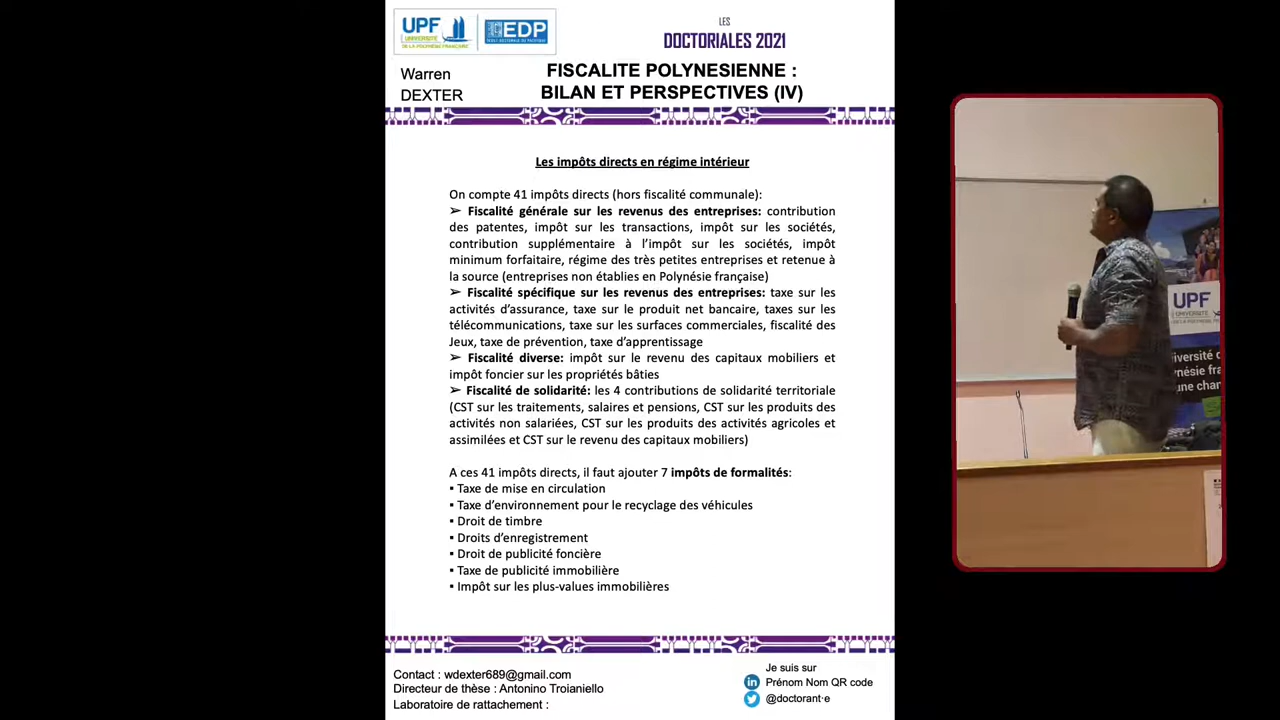 UPF
UNIVERSITÉ
DE LA POLYNÉSIE FRANÇAISE
EDP
ÉCOLE DOCTORALE DU PACIFIQUE
LES
DOCTORIALES 2021
Warren
DEXTER
FISCALITE POLYNESIENNE :
BILAN ET PERSPECTIVES (IV)
Les impôts directs en régime intérieur
On compte 41 impôts directs (hors fiscalité communale):
➢ Fiscalité générale sur les revenus des entreprises: contribution
des patentes, impôt sur les transactions, impôt sur les sociétés,
contribution supplémentaire à l’impôt sur les sociétés, impôt
minimum forfaitaire, régime des très petites entreprises et retenue à
la source (entreprises non établies en Polynésie française)
➢ Fiscalité spécifique sur les revenus des entreprises: taxe sur les
activités d’assurance, taxe sur le produit net bancaire, taxes sur les
télécommunications, taxe sur les surfaces commerciales, fiscalité des
Jeux, taxe de prévention, taxe d’apprentissage
➢ Fiscalité diverse: impôt sur le revenu des capitaux mobiliers et
impôt foncier sur les propriétés bâties
➢ Fiscalité de solidarité: les 4 contributions de solidarité territoriale
(CST sur les traitements, salaires et pensions, CST sur les produits des
activités non salariées, CST sur les produits des activités agricoles et
assimilées et CST sur le revenu des capitaux mobiliers)
A ces 41 impôts directs, il faut ajouter 7 impôts de formalités:
▪ Taxe de mise en circulation
▪ Taxe d’environnement pour le recyclage des véhicules
▪ Droit de timbre
▪ Droits d’enregistrement
▪ Droit de publicité foncière
▪ Taxe de publicité immobilière
▪ Impôt sur les plus-values immobilières
Contact : wdexter689@gmail.com
Directeur de thèse : Antonino Troianiello
Laboratoire de rattachement :
Je suis sur
in Prénom Nom QR code
@doctorant·e
UPF
UNIVERSITÉ